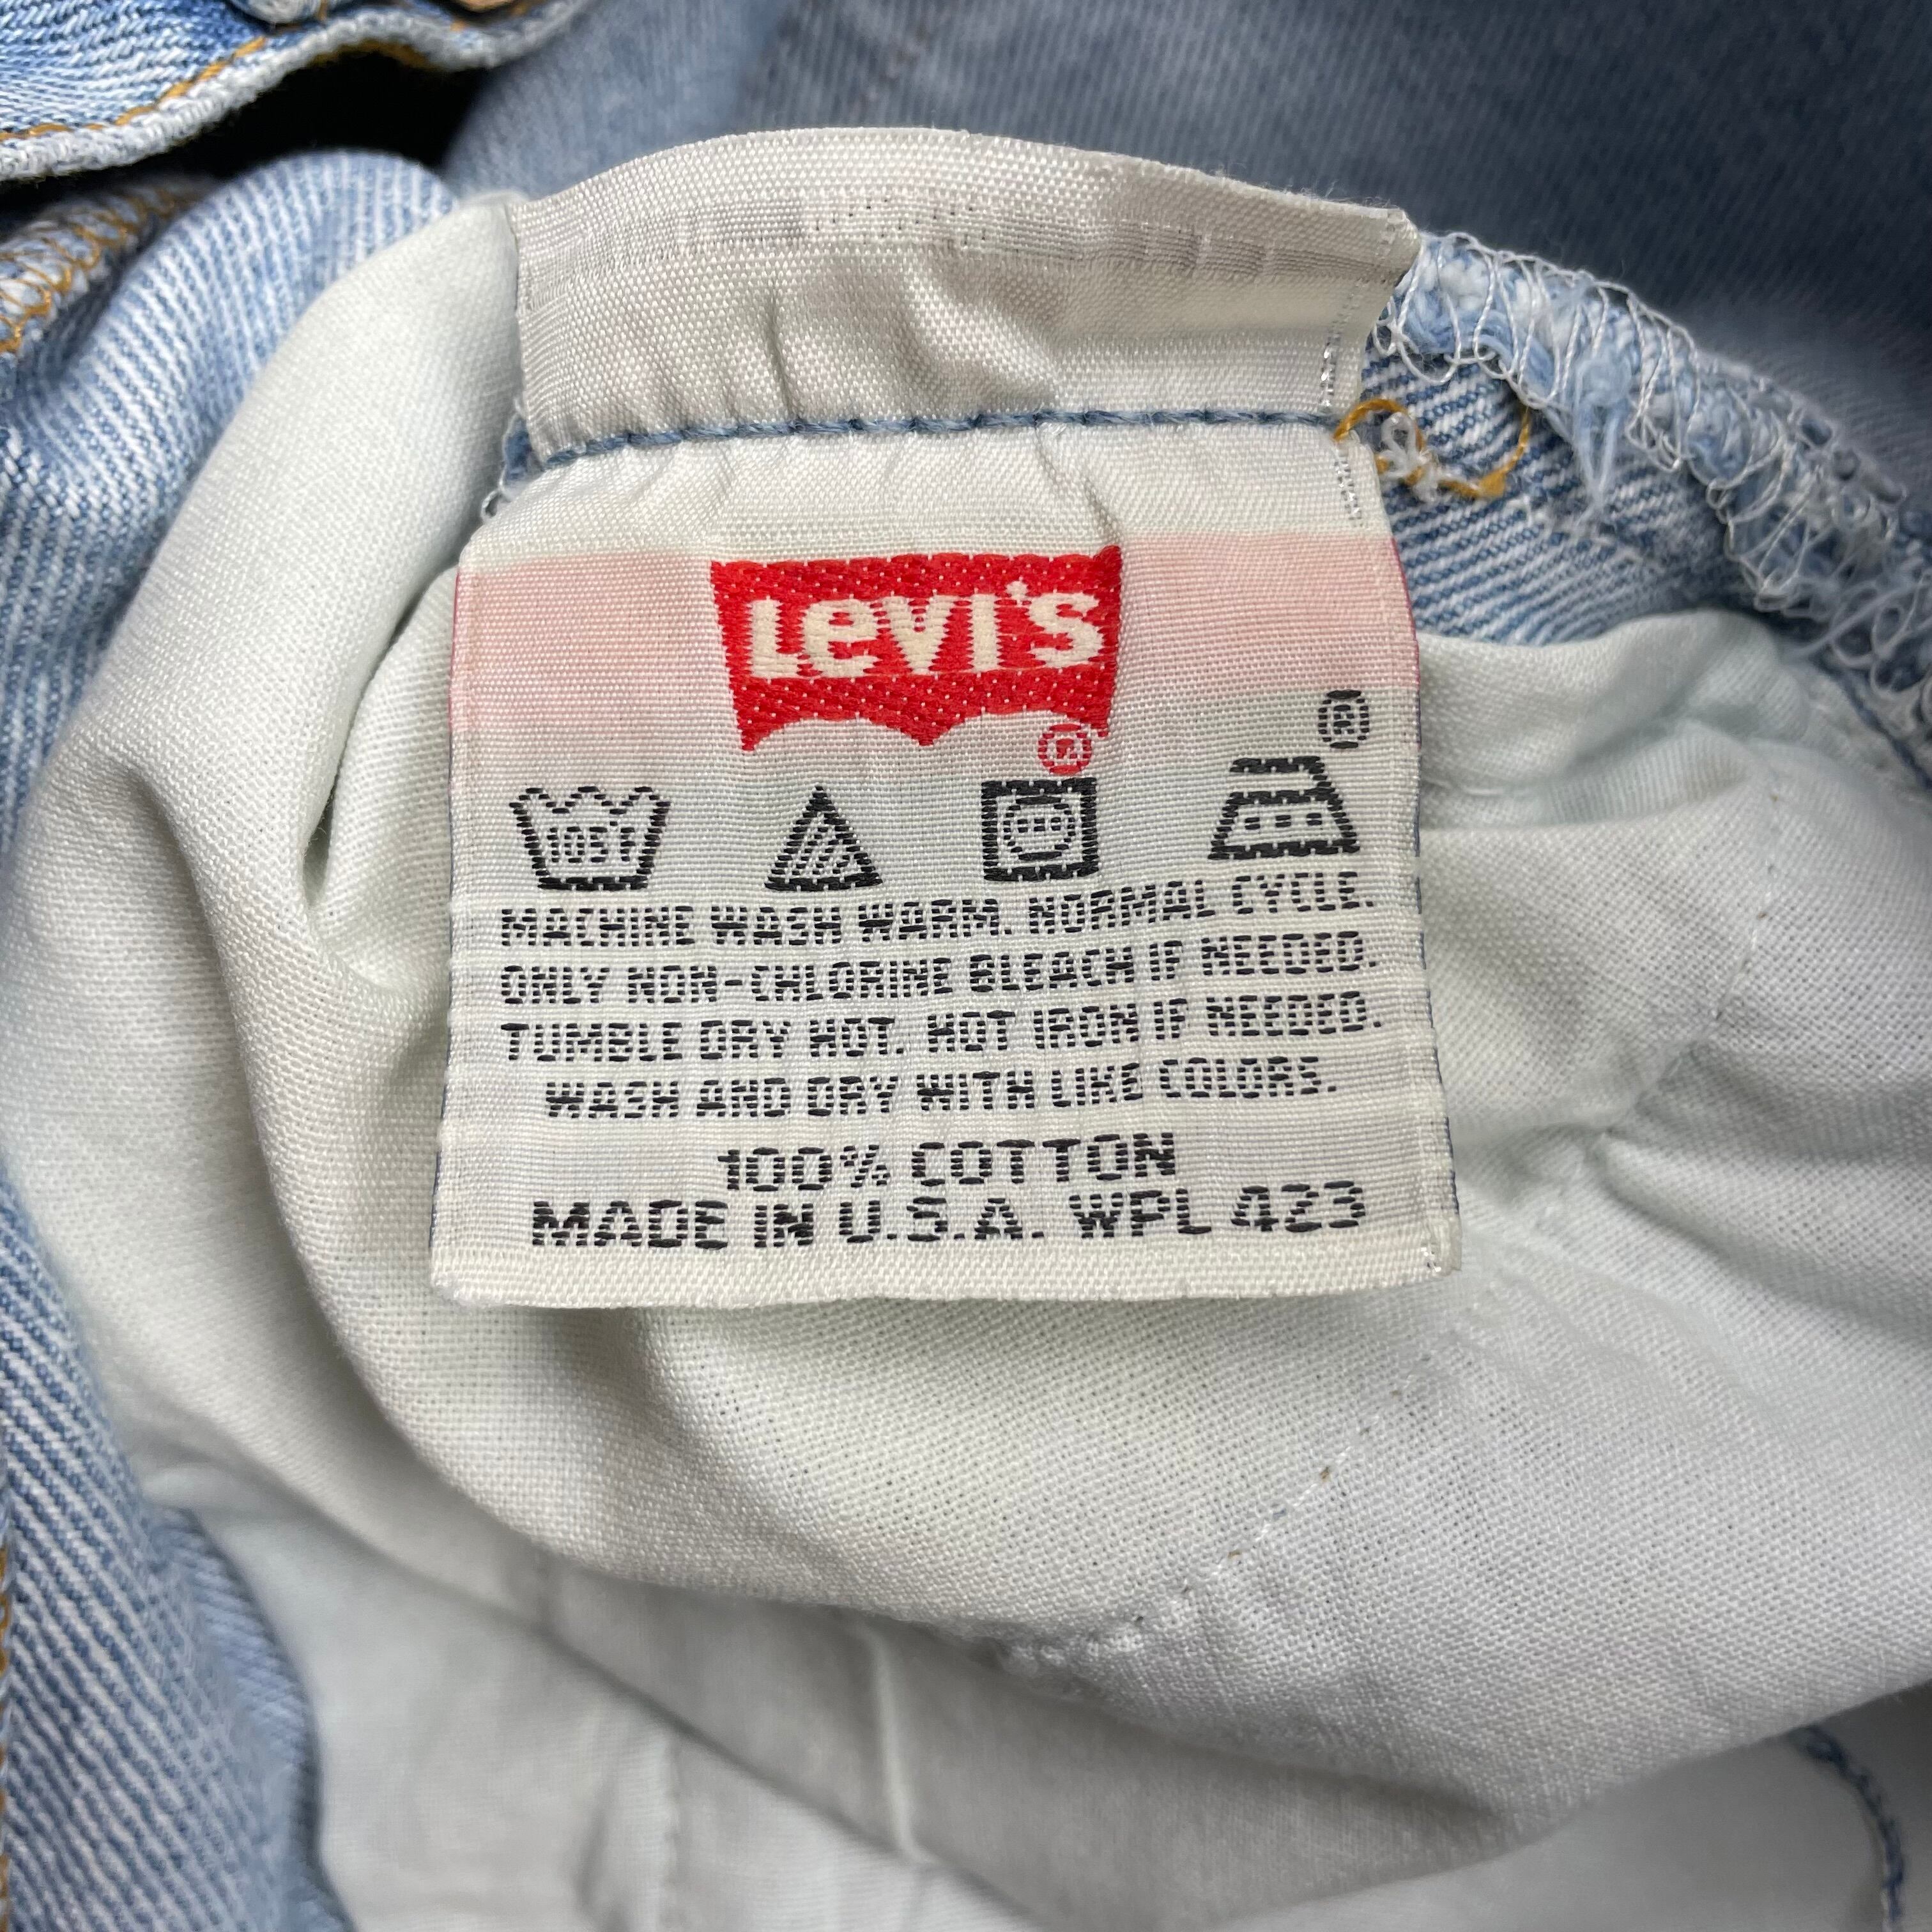 Levi's
®
®
105°F
MACHINE WASH WARM. NORMAL CYCLE.
ONLY NON-CHLORINE BLEACH IF NEEDED.
TUMBLE DRY HOT. HOT IRON IF NEEDED.
WASH AND DRY WITH LIKE COLORS.
100% COTTON
MADE IN U.S.A. WPL 423